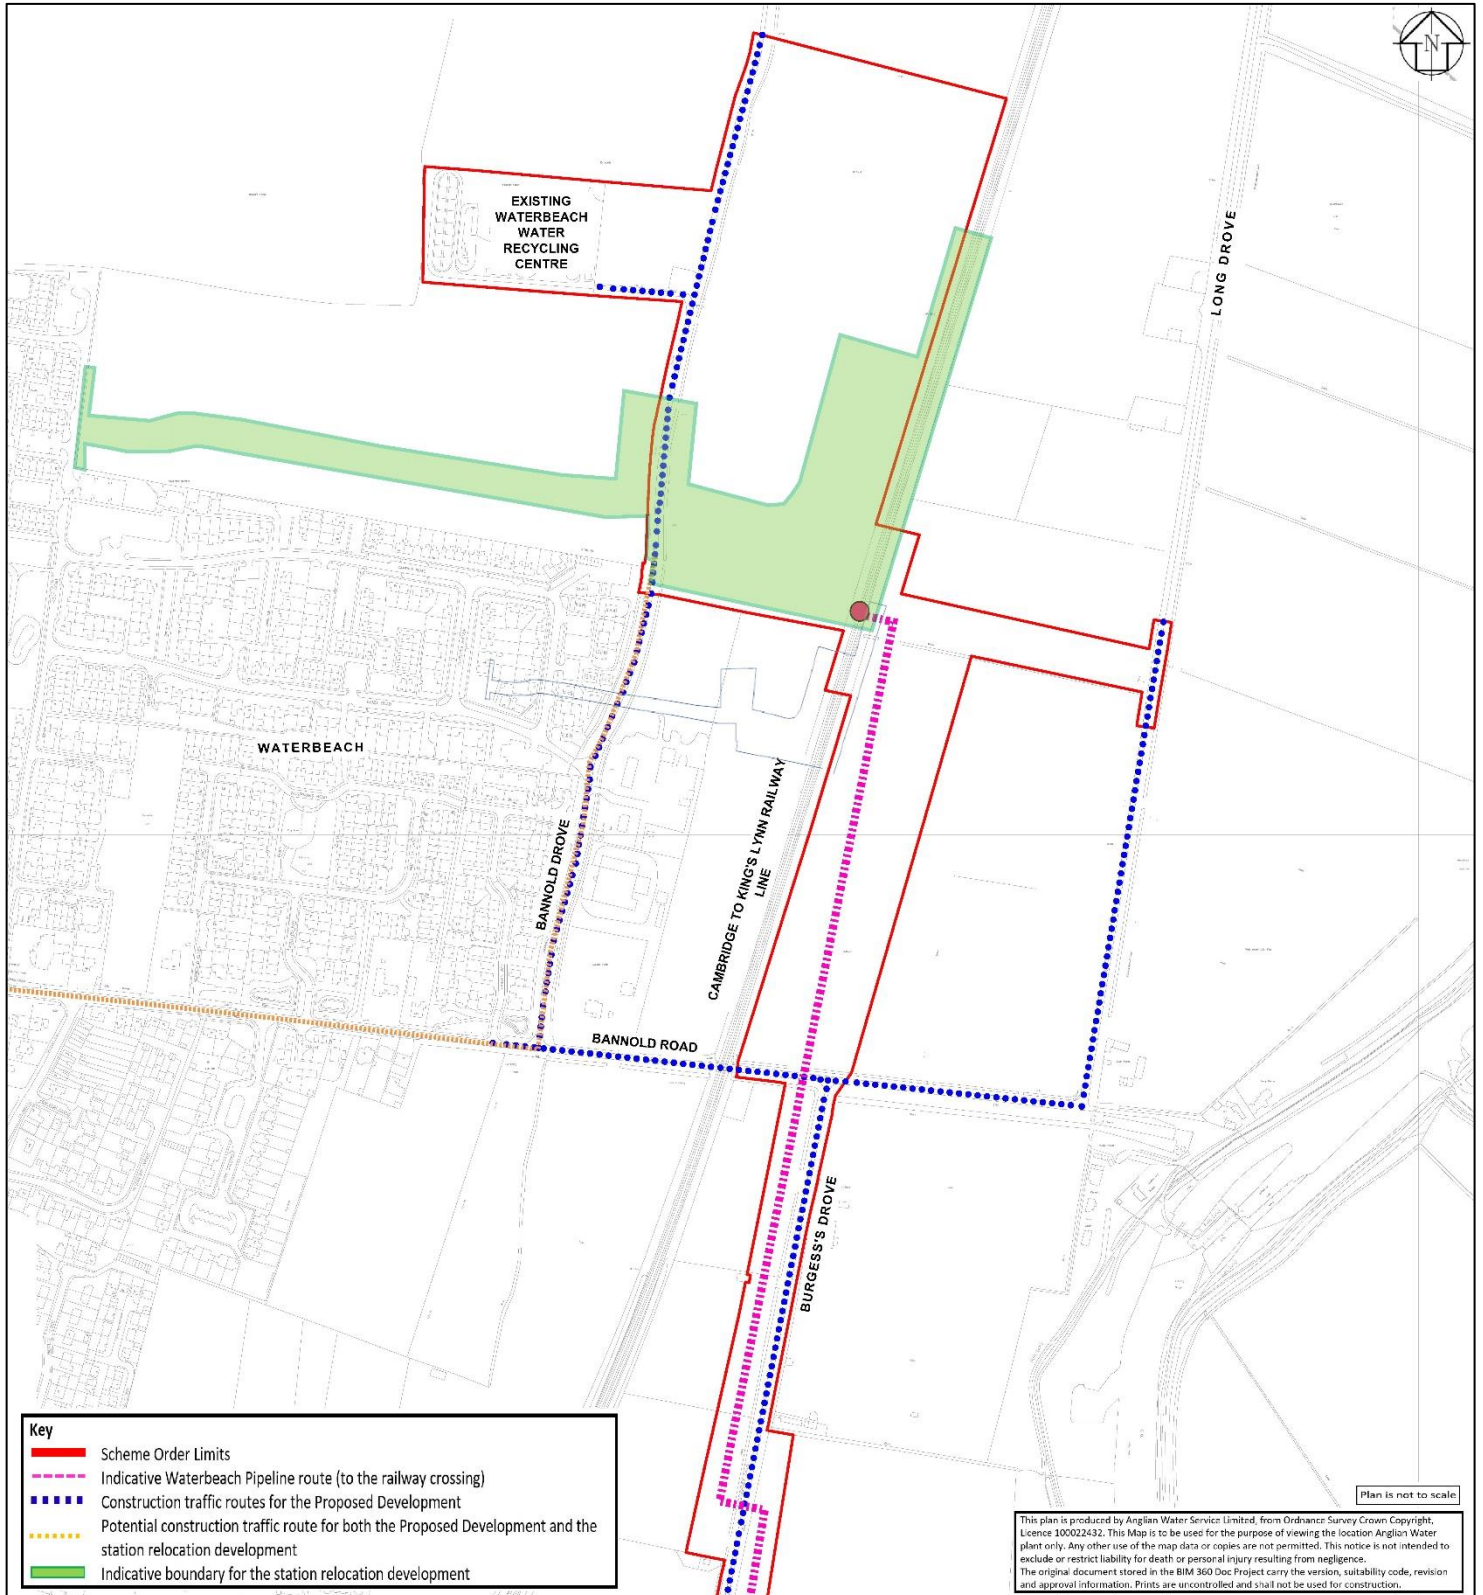 N
EXISTING
WATERBEACH
WATER
RECYCLING
CENTRE
LONG DROVE
WATERBEACH
BANNOLD DROVE
CAMBRIDGE TO KING'S LYNN RAILWAY
LINE
BANNOLD ROAD
BURGESS'S DROVE
Key
Scheme Order Limits
Indicative Waterbeach Pipeline route (to the railway crossing)
Construction traffic routes for the Proposed Development
Potential construction traffic route for both the Proposed Development and the
station relocation development
Indicative boundary for the station relocation development
Plan is not to scale
This plan is produced by Anglian Water Service Limited, from Ordnance Survey Crown Copyright,
Licence 100022432. This Map is to be used for the purpose of viewing the location Anglian Water
plant only. Any other use of the map data or copies are not permitted. This notice is not intended to
exclude or restrict liability for death or personal injury resulting from negligence.
The original document stored in the BIM 360 Doc Project carry the version, suitability code, revision
and approval information. Prints are uncontrolled and shall not be used for construction.